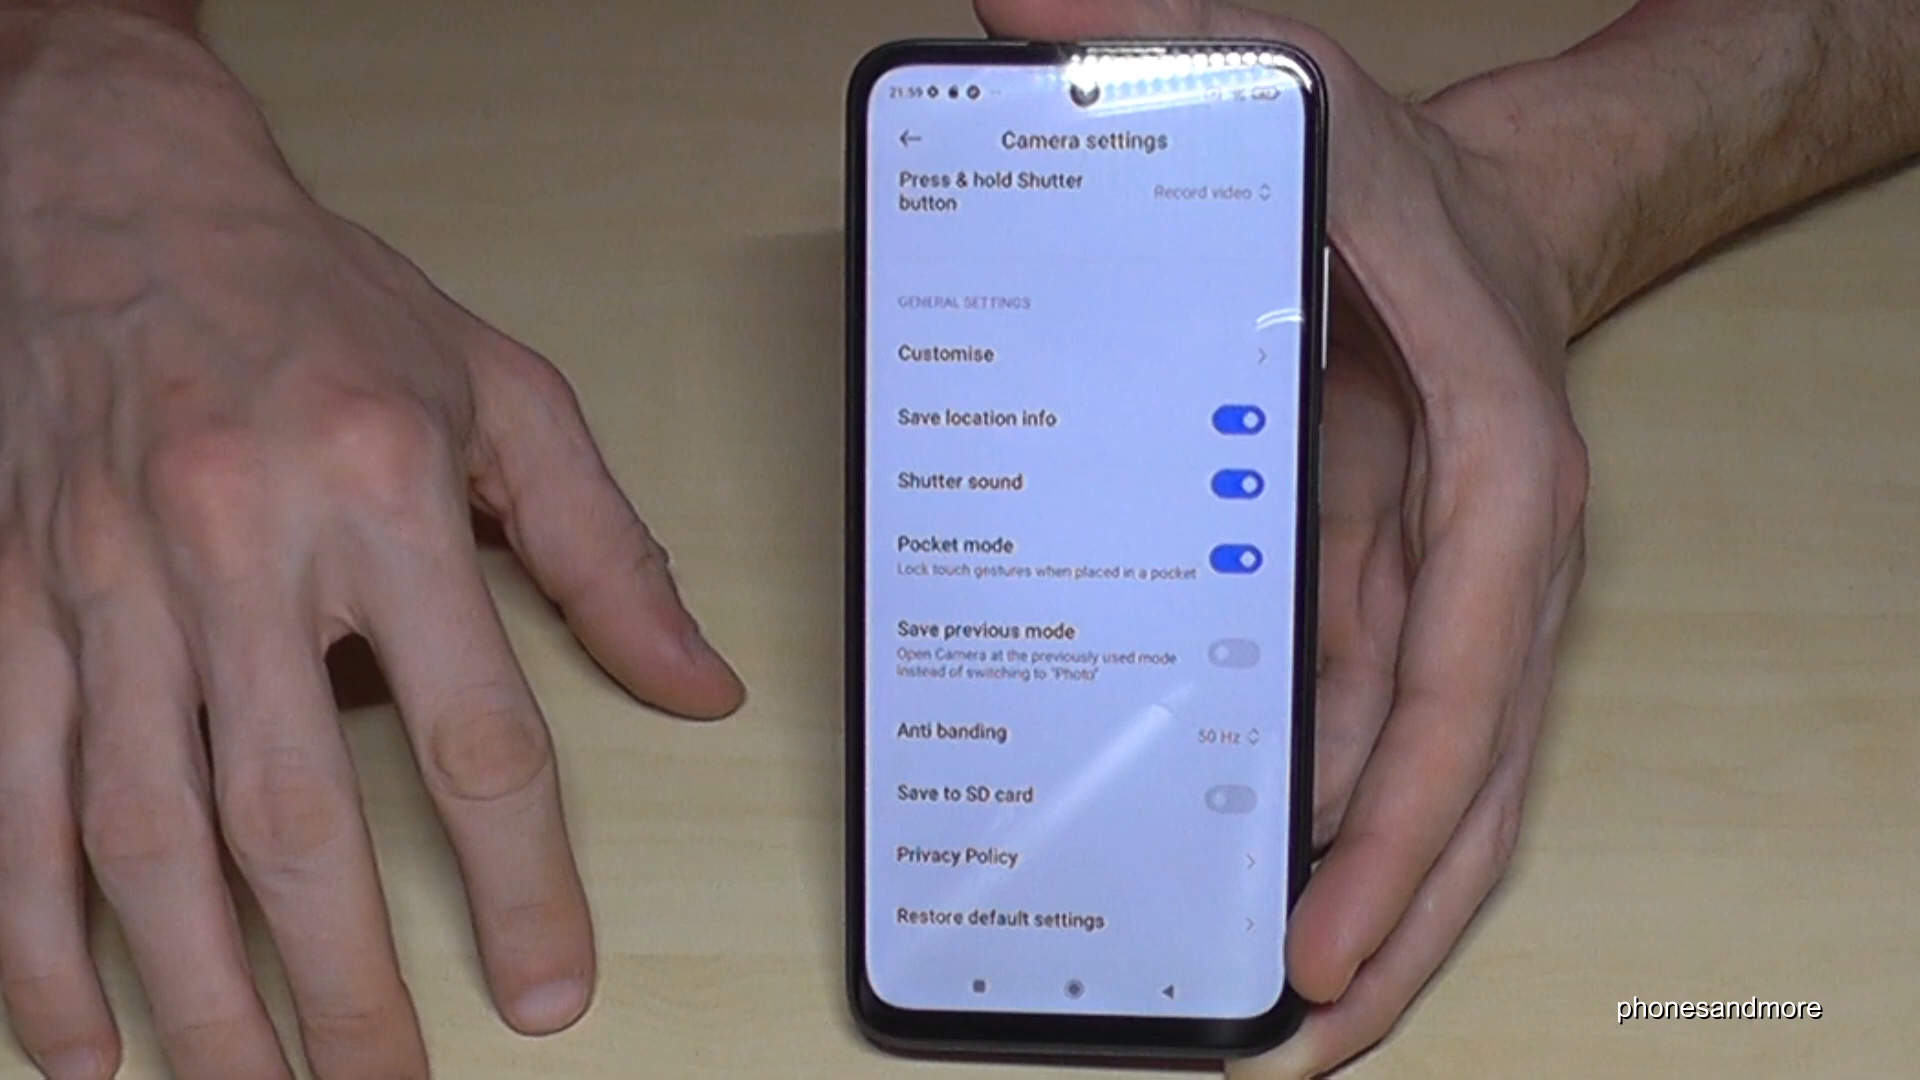 21:59
Camera settings
Press & hold Shutter
button
Record video
GENERAL SETTINGS
Customise
Save location info
Shutter sound
Pocket mode
Lock touch gestures when placed in a pocket
Save previous mode
Open Camera at the previously used mode
instead of switching to "Photo"
Anti banding
50 Hz
Save to SD card
Privacy Policy
Restore default settings
phonesandmore